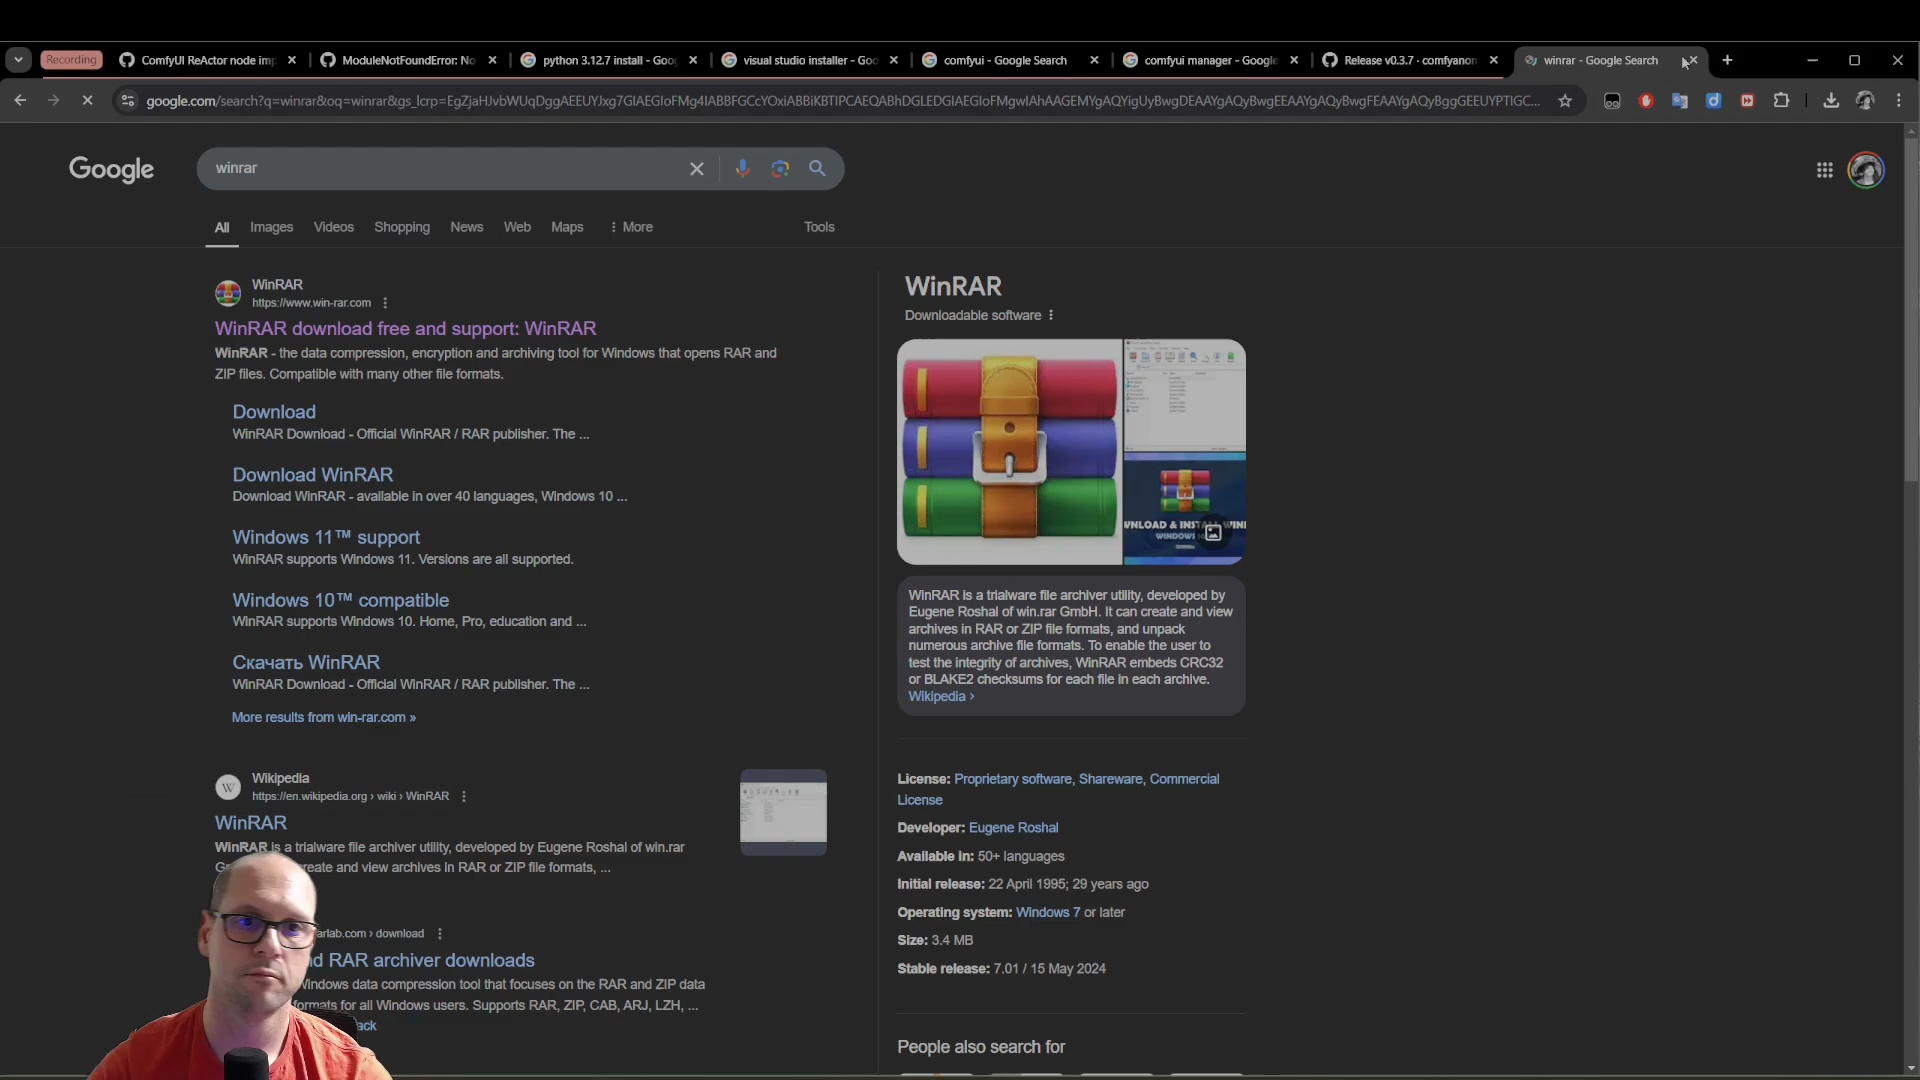 Recording
ComfyUI ReActor node imp
ModuleNotFoundError: No
python 3.12.7 install - Goog
visual studio installer - Goo
comfyui - Google Search
comfyui manager - Google
Release v0.3.7 · comfyanon
winrar - Google Search
Google
winrar
All
Images
Videos
Shopping
News
Web
Maps
More
Tools
WinRAR
https://www.win-rar.com
WinRAR download free and support: WinRAR
WinRAR - the data compression, encryption and archiving tool for Windows that opens RAR and
ZIP files. Compatible with many other file formats.
Download
WinRAR Download - Official WinRAR / RAR publisher. The ...
Download WinRAR
Download WinRAR - available in over 40 languages, Windows 10 ...
Windows 11™ support
WinRAR supports Windows 11. Versions are all supported.
Windows 10™ compatible
WinRAR supports Windows 10. Home, Pro, education and ...
Скачать WinRAR
WinRAR Download - Official WinRAR / RAR publisher. The ...
More results from win-rar.com »
W
Wikipedia
https://en.wikipedia.org › wiki › WinRAR
WinRAR
WinRAR is a trialware file archiver utility, developed by Eugene Roshal of win.rar
reate and view archives in RAR or ZIP file formats, ...
arlab.com › download
nd RAR archiver downloads
Windows data compression tool that focuses on the RAR and ZIP data
formats for all Windows users. Supports RAR, ZIP, CAB, ARJ, LZH, ...
ack
WinRAR
Downloadable software
WNLOAD & INSTALL WIN
WINDOWS
WinRAR is a trialware file archiver utility, developed by
Eugene Roshal of win.rar GmbH. It can create and view
archives in RAR or ZIP file formats, and unpack
numerous archive file formats. To enable the user to
test the integrity of archives, WinRAR embeds CRC32
or BLAKE2 checksums for each file in each archive.
Wikipedia ›
License: Proprietary software, Shareware, Commercial
License
Developer: Eugene Roshal
Available in: 50+ languages
Initial release: 22 April 1995; 29 years ago
Operating system: Windows 7 or later
Size: 3.4 MB
Stable release: 7.01 / 15 May 2024
People also search for